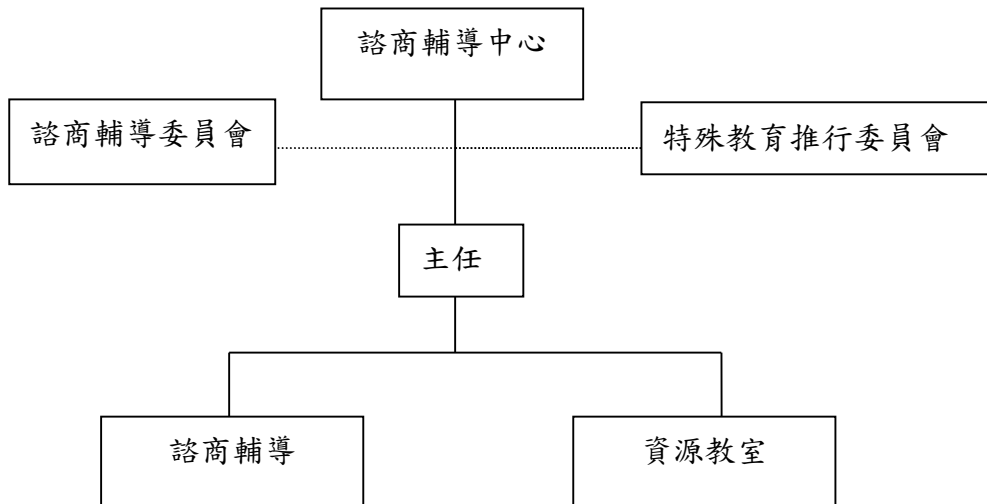 諮商輔導中心
諮商輔導委員會
特殊教育推行委員會
主任
諮商輔導
資源教室